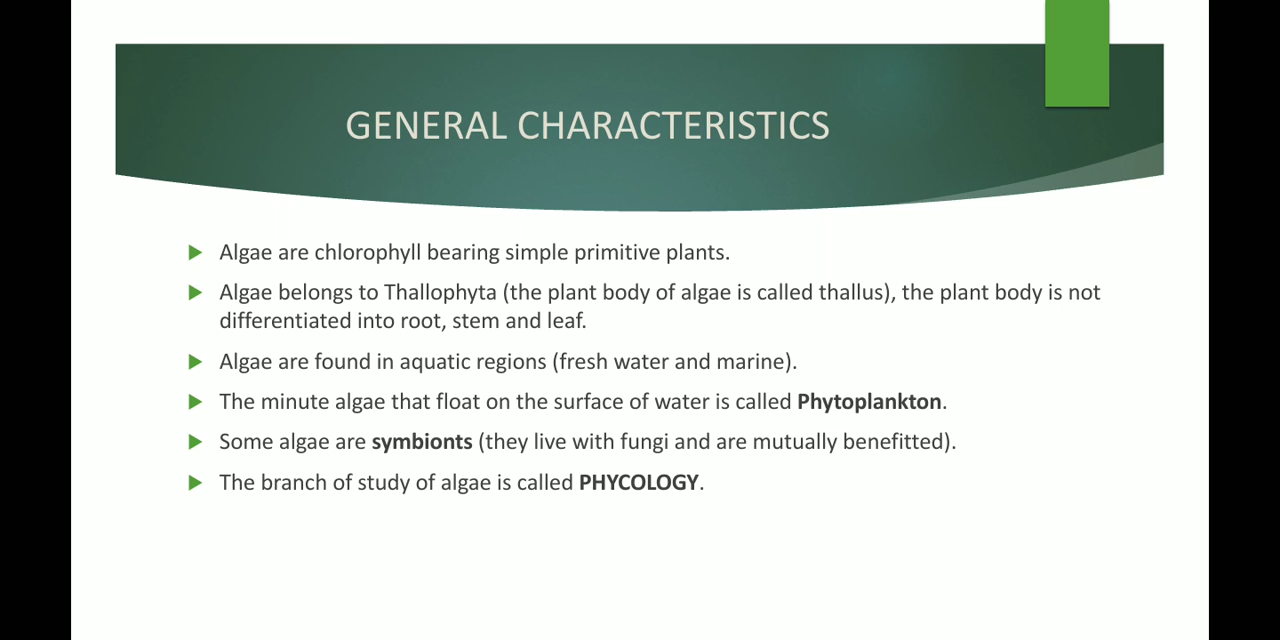 GENERAL CHARACTERISTICS
Algae are chlorophyll bearing simple primitive plants.
Algae belongs to Thallophyta (the plant body of algae is called thallus), the plant body is not
differentiated into root, stem and leaf.
Algae are found in aquatic regions (fresh water and marine).
The minute algae that float on the surface of water is called Phytoplankton.
Some algae are symbionts (they live with fungi and are mutually benefitted).
The branch of study of algae is called PHYCOLOGY.